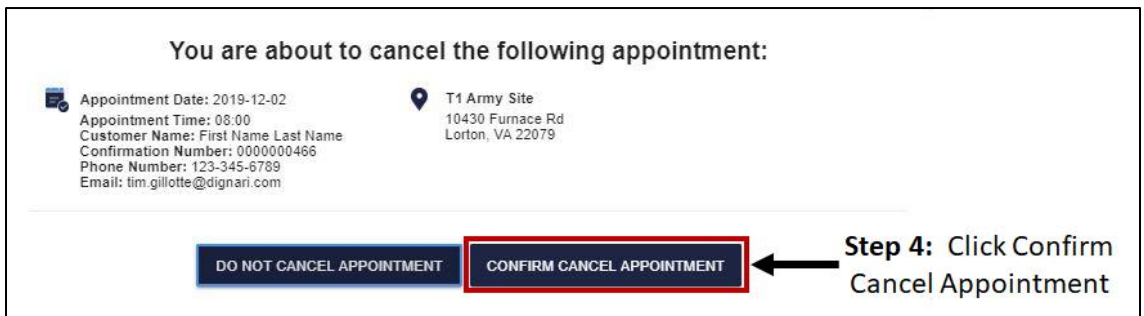 You are about to cancel the following appointment:
Appointment Date: 2019-12-02
Appointment Time: 08:00
Customer Name: First Name Last Name
Confirmation Number: 0000000466
Phone Number: 123-345-6789
Email: tim.gillotte@dignari.com
T1 Army Site
10430 Furnace Rd
Lorton, VA 22079
DO NOT CANCEL APPOINTMENT
CONFIRM CANCEL APPOINTMENT
Step 4: Click Confirm
Cancel Appointment